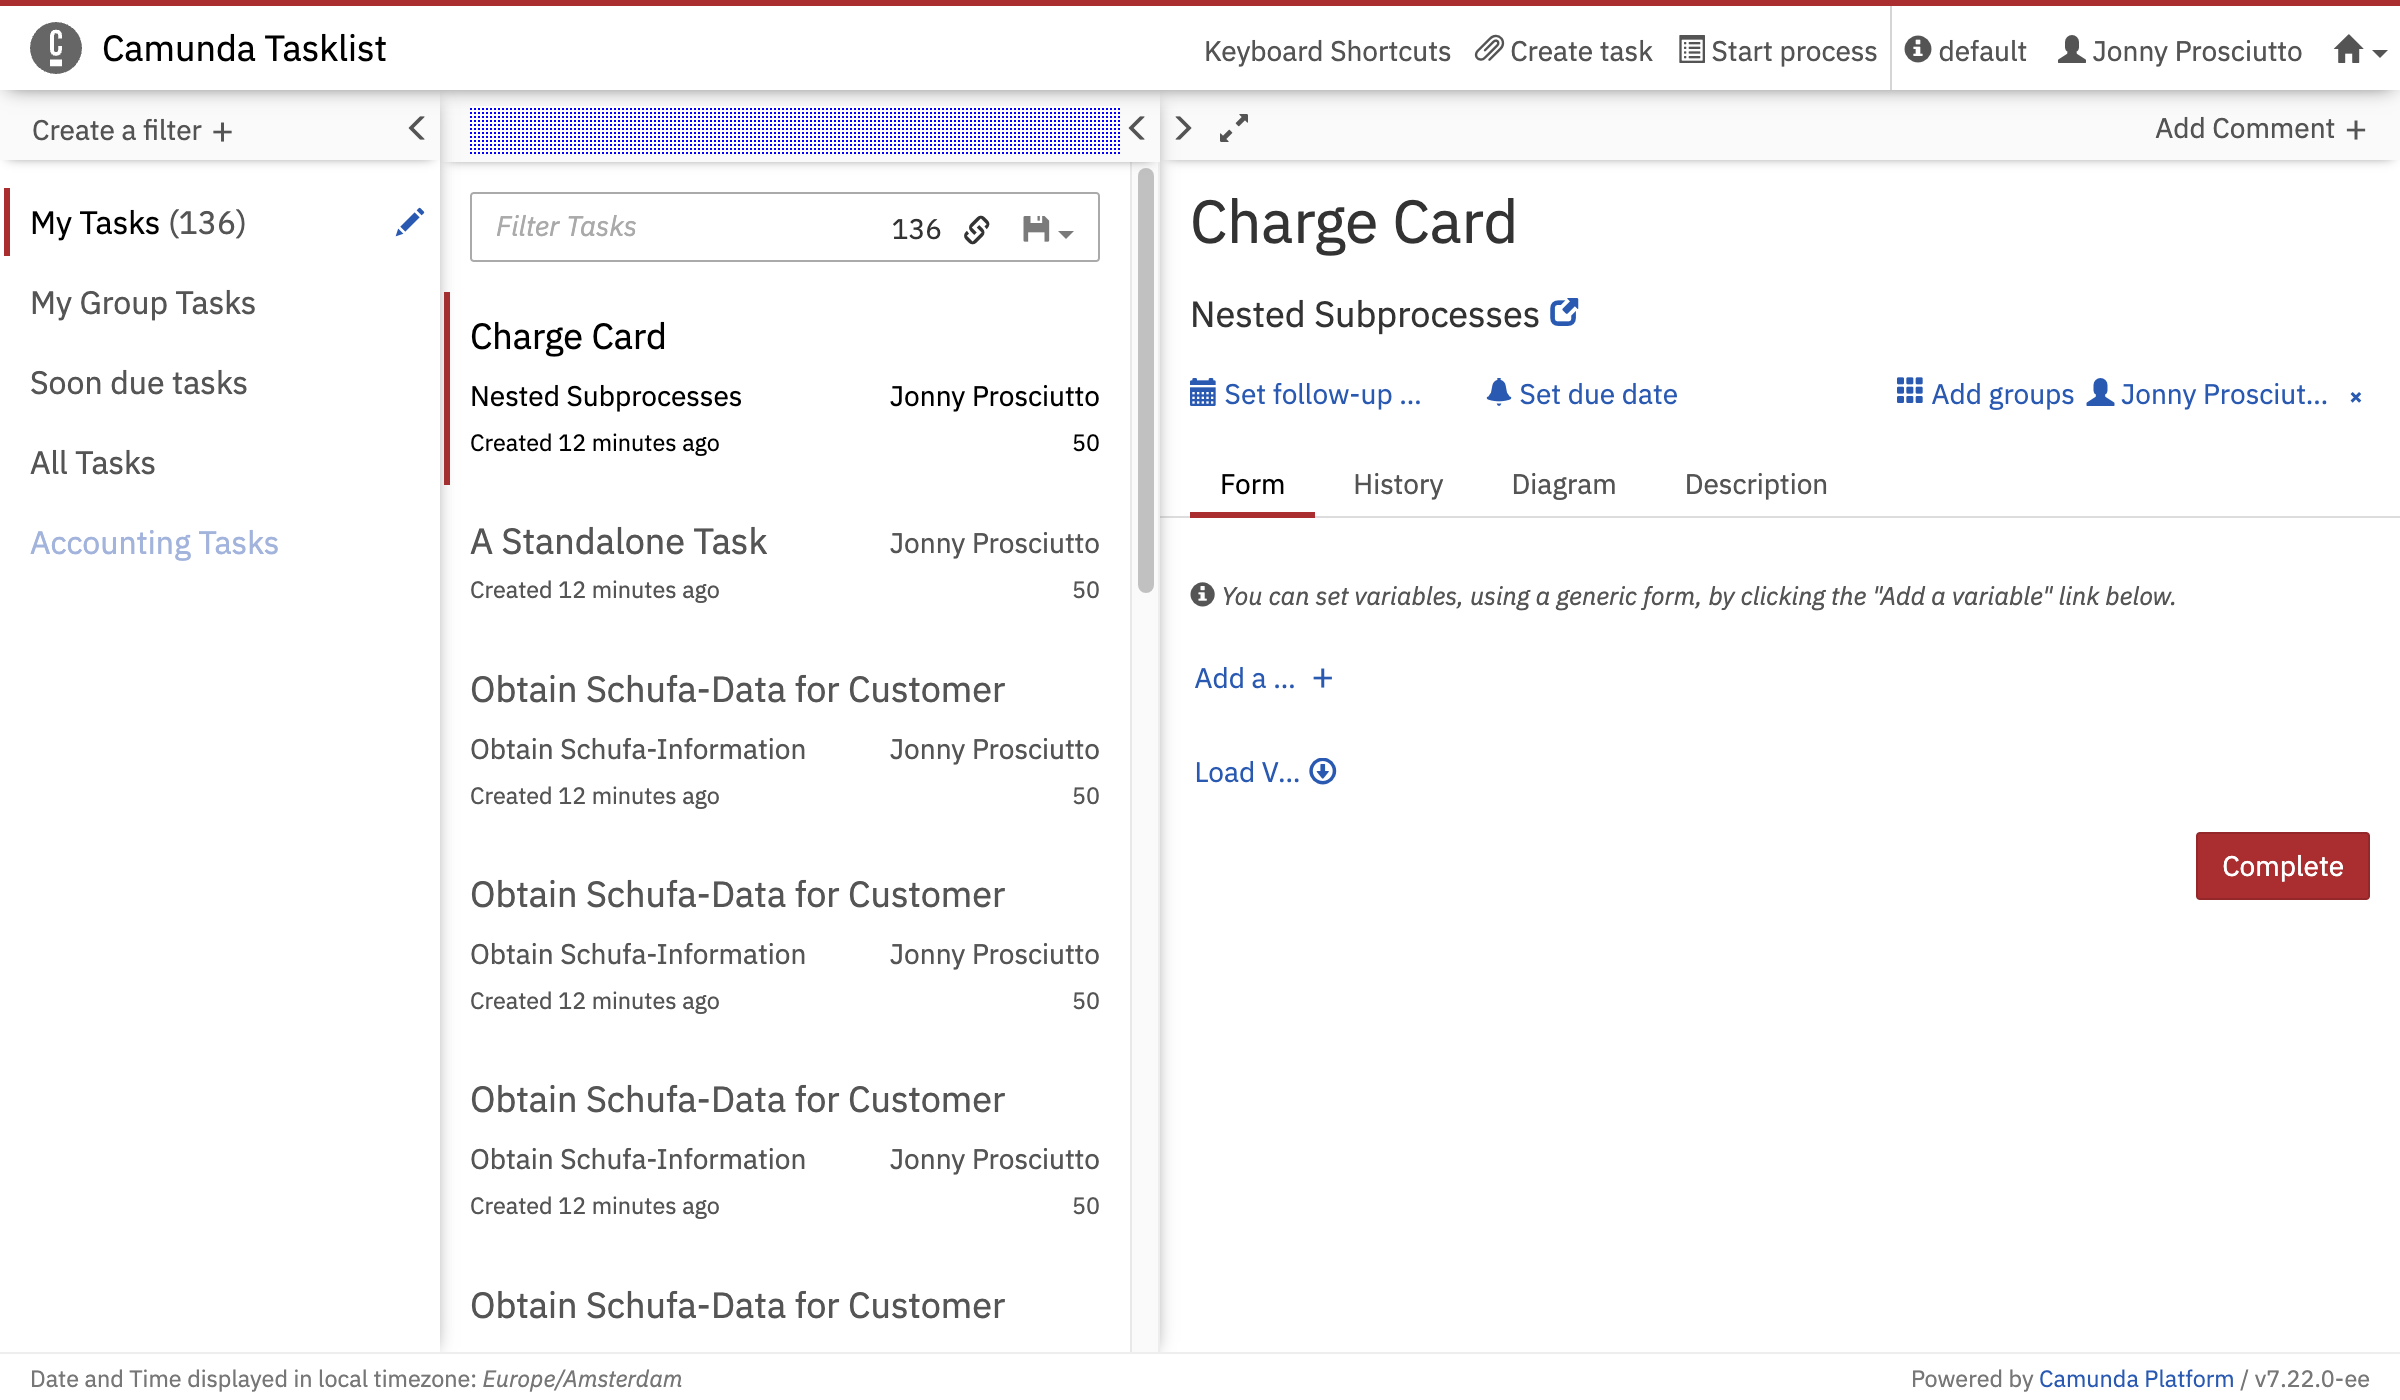 Camunda Tasklist
Keyboard Shortcuts Create task Start process default Jonny Prosciutto
Create a filter +
My Tasks (136)
My Group Tasks
Soon due tasks
All Tasks
Accounting Tasks
Filter Tasks 136
Charge Card
Nested Subprocesses Jonny Prosciutto
Created 12 minutes ago 50
A Standalone Task Jonny Prosciutto
Created 12 minutes ago 50
Obtain Schufa-Data for Customer
Obtain Schufa-Information Jonny Prosciutto
Created 12 minutes ago 50
Obtain Schufa-Data for Customer
Obtain Schufa-Information Jonny Prosciutto
Created 12 minutes ago 50
Obtain Schufa-Data for Customer
Obtain Schufa-Information Jonny Prosciutto
Created 12 minutes ago 50
Obtain Schufa-Data for Customer
Add Comment +
Charge Card
Nested Subprocesses
Set follow-up ... Set due date Add groups Jonny Prosciut... ×
Form History Diagram Description
You can set variables, using a generic form, by clicking the "Add a variable" link below.
Add a ... +
Load V...
Complete
Date and Time displayed in local timezone: Europe/Amsterdam
Powered by Camunda Platform / v7.22.0-ee